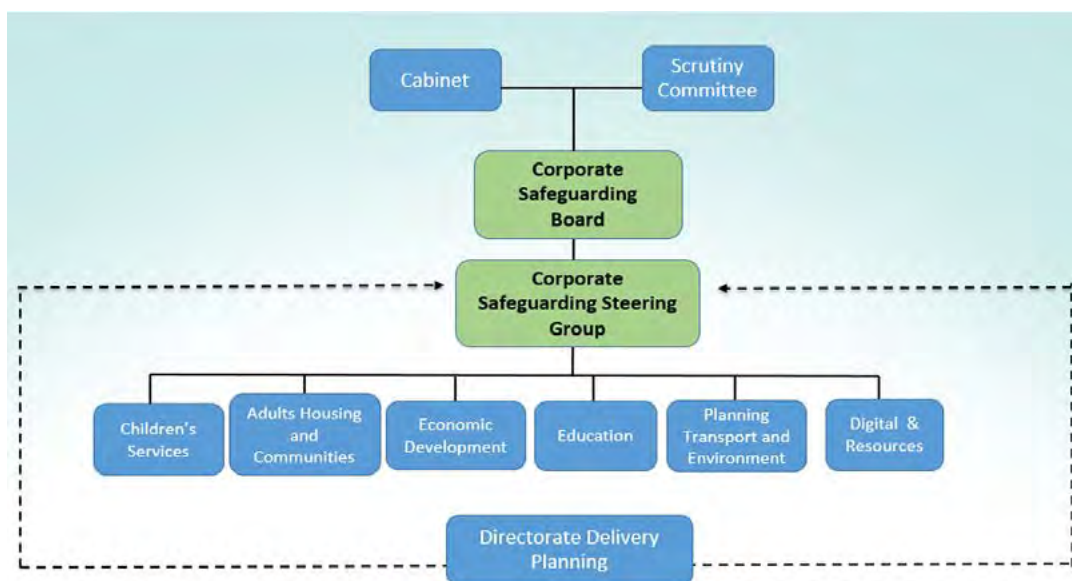 Cabinet
Scrutiny
Committee
Corporate
Safeguarding
Board
Corporate
Safeguarding Steering
Group
Children's
Services
Adults Housing
and
Communities
Economic
Development
Education
Planning
Transport and
Environment
Digital &
Resources
Directorate Delivery
Planning